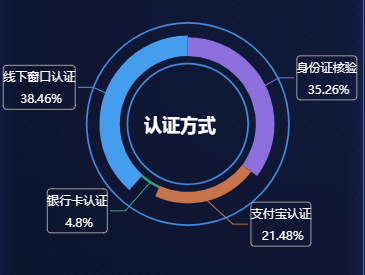 线下窗口认证
38.46%
身份证核验
35.26%
认证方式
银行卡认证
4.8%
支付宝认证
21.48%